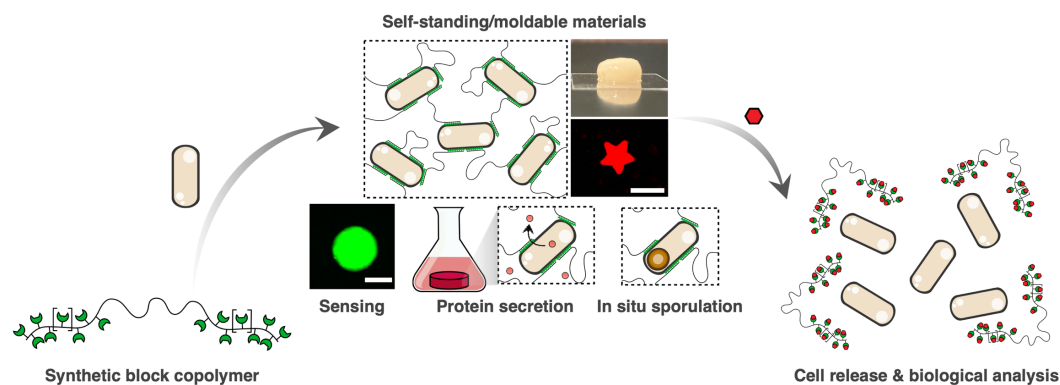 Self-standing/moldable materials
Sensing
Protein secretion
In situ sporulation
Synthetic block copolymer
Cell release & biological analysis